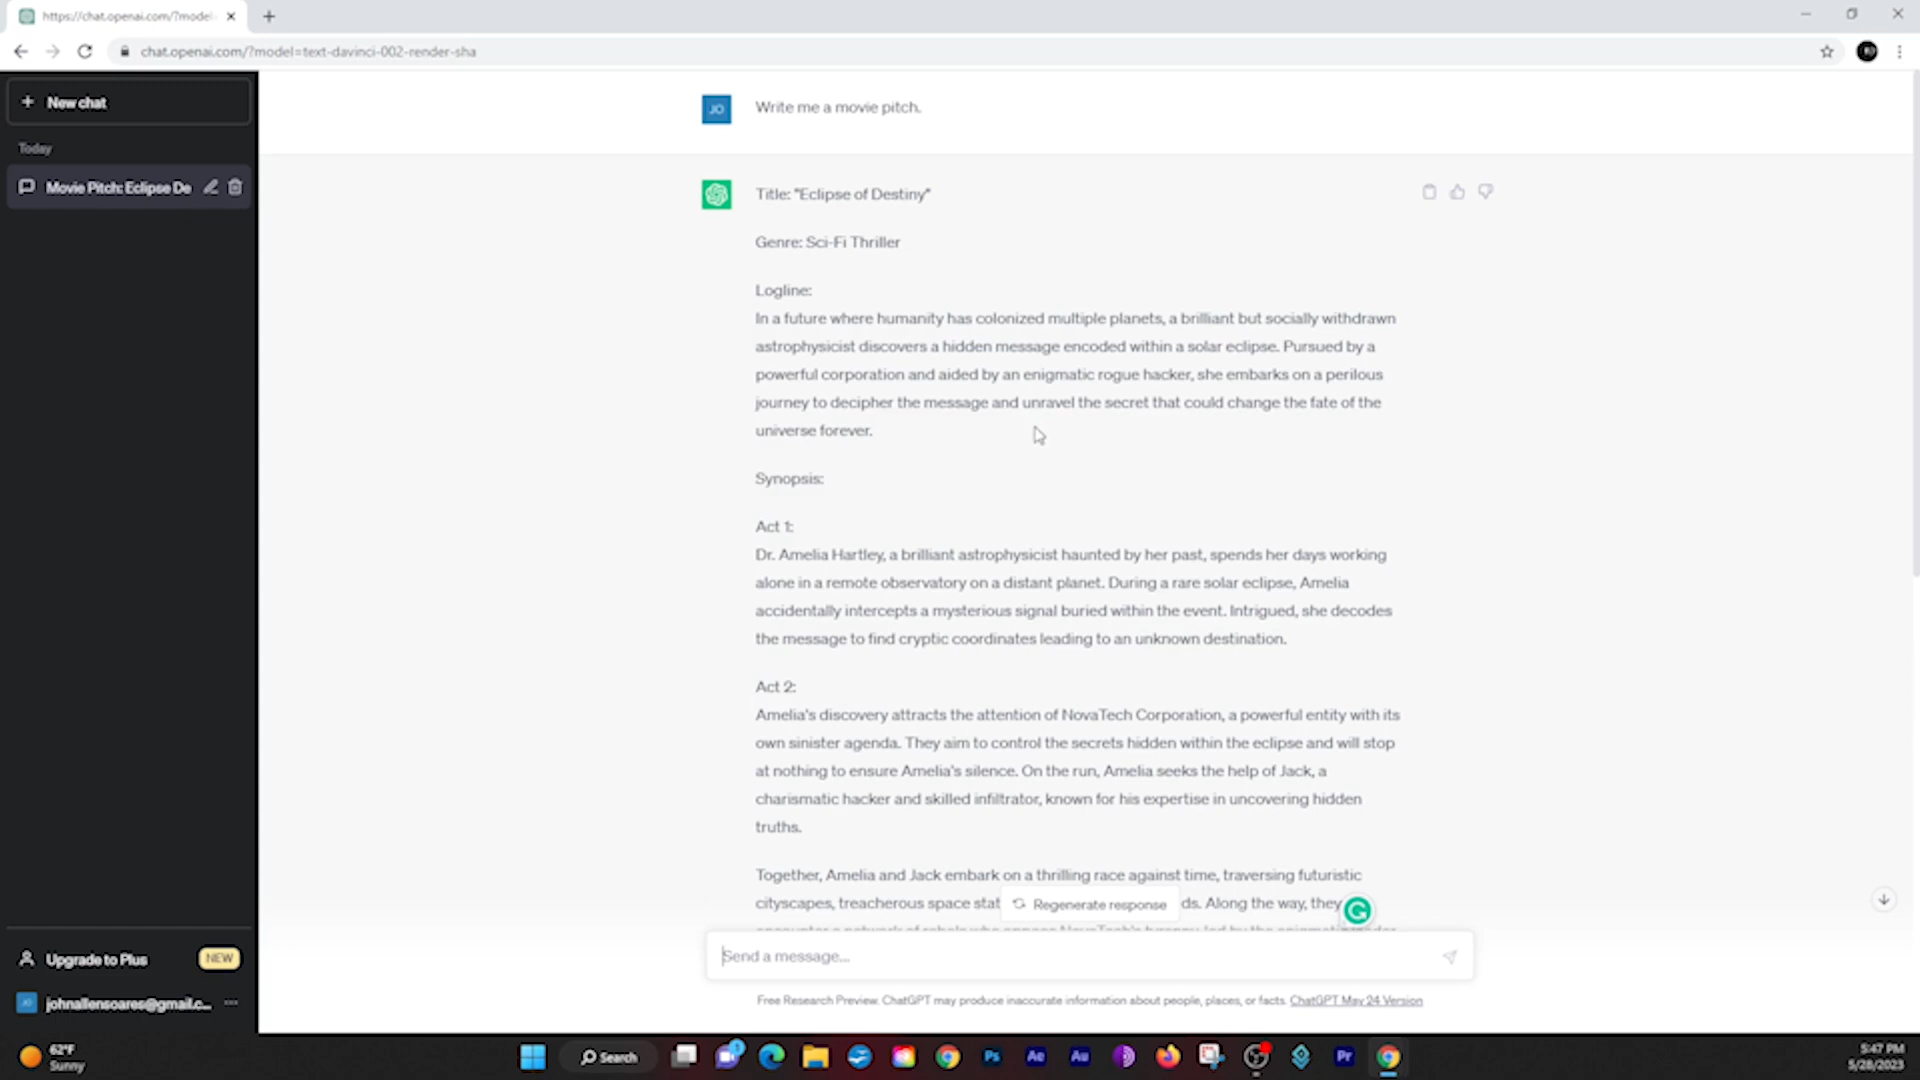 https://chat.openai.com/?model=
chat.openai.com/?model=text-davinci-002-render-sha
New chat
Today
Movie Pitch: Eclipse De
JO
Write me a movie pitch.
Title: "Eclipse of Destiny"
Genre: Sci-Fi Thriller
Logline:
In a future where humanity has colonized multiple planets, a brilliant but socially withdrawn
astrophysicist discovers a hidden message encoded within a solar eclipse. Pursued by a
powerful corporation and aided by an enigmatic rogue hacker, she embarks on a perilous
journey to decipher the message and unravel the secret that could change the fate of the
universe forever.
Synopsis:
Act 1:
Dr. Amelia Hartley, a brilliant astrophysicist haunted by her past, spends her days working
alone in a remote observatory on a distant planet. During a rare solar eclipse, Amelia
accidentally intercepts a mysterious signal buried within the event. Intrigued, she decodes
the message to find cryptic coordinates leading to an unknown destination.
Act 2:
Amelia's discovery attracts the attention of NovaTech Corporation, a powerful entity with its
own sinister agenda. They aim to control the secrets hidden within the eclipse and will stop
at nothing to ensure Amelia's silence. On the run, Amelia seeks the help of Jack, a
charismatic hacker and skilled infiltrator, known for his expertise in uncovering hidden
truths.
Together, Amelia and Jack embark on a thrilling race against time, traversing futuristic
cityscapes, treacherous space stat
Regenerate response
ds. Along the way, they
Send a message...
Free Research Preview. ChatGPT may produce inaccurate information about people, places, or facts. ChatGPT May 24 Version
Upgrade to Plus
NEW
johnallensoares@gmail.c...
62°F
Sunny
Search
Ps
Ae
Au
Pr
5:47 PM
5/28/2023